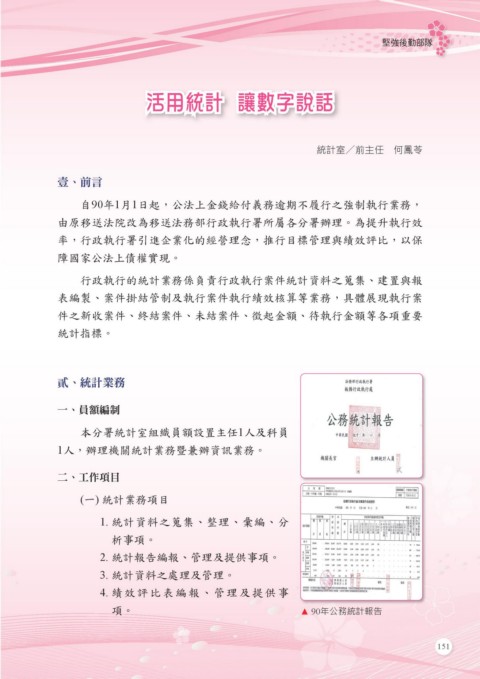 整強後勤部隊
活用統計 讓數字說話
統計室／前主任 何鳳苓
壹、前言
自90年1月1日起，公法上金錢給付義務逾期不履行之強制執行業務，
由原移送法院改為移送法務部行政執行署所屬各分署辦理。為提升執行效
率，行政執行署引進企業化的經營理念，推行目標管理與績效評比，以保
障國家公法上債權實現。
行政執行的統計業務係負責行政執行案件統計資料之蒐集、建置與報
表編製、案件掛結管制及執行案件執行績效核算等業務，具體展現執行案
件之新收案件、終結案件、未結案件、徵起金額、待執行金額等各項重要
統計指標。
貳、統計業務
一、員額編制
本分署統計室組織員額設置主任1人及科員
1人，辦理機關統計業務暨兼辦資訊業務。
二、工作項目
(一) 統計業務項目
1. 統計資料之蒐集、整理、彙編、分
析事項。
2. 統計報告編報、管理及提供事項。
3. 統計資料之處理及管理。
4. 績效評比表編報、管理及提供事
項。
公務統計報告
▲ 90年公務統計報告
151